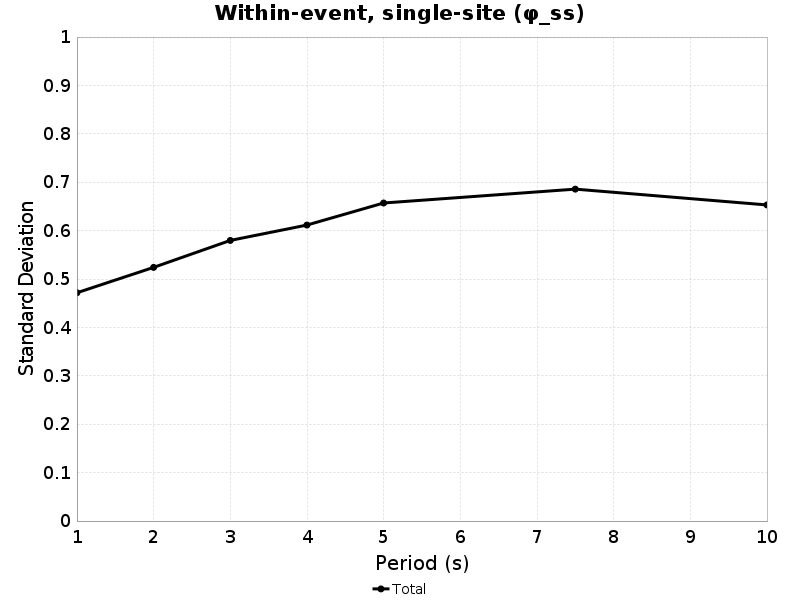 Within-event, single-site (φ_ss)
1
0.9
0.8
0.7
0.6
0.5
0.4
0.3
0.2
0.1
0
Standard Deviation
1 2 3 4 5 6 7 8 9 10
Period (s)
Total